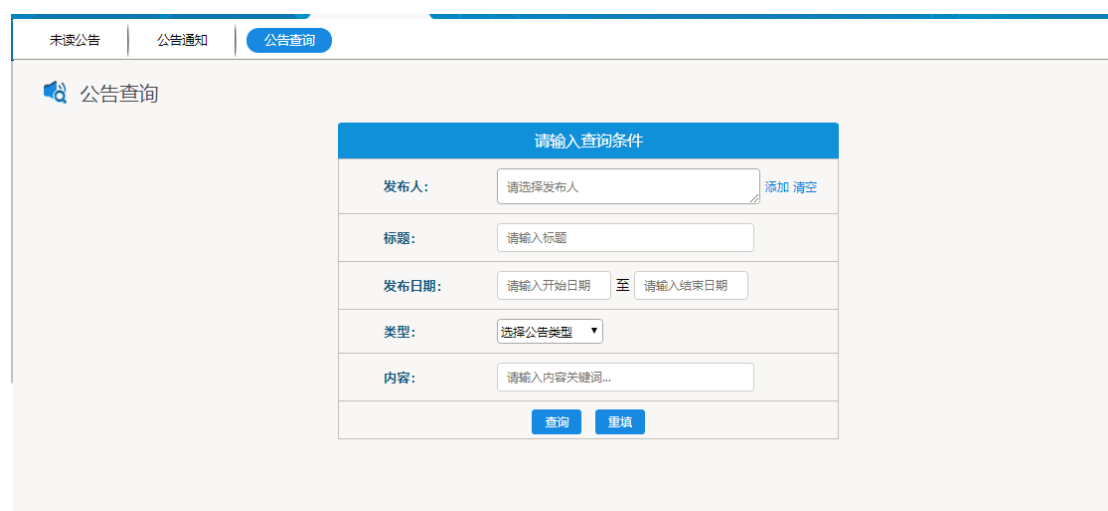 未读公告 公告通知 公告查询
公告查询
请输入查询条件
发布人： 请选择发布人 添加 清空
标题： 请输入标题
发布日期： 请输入开始日期 至 请输入结束日期
类型： 选择公告类型
内容： 请输入内容关键词...
查询 重填